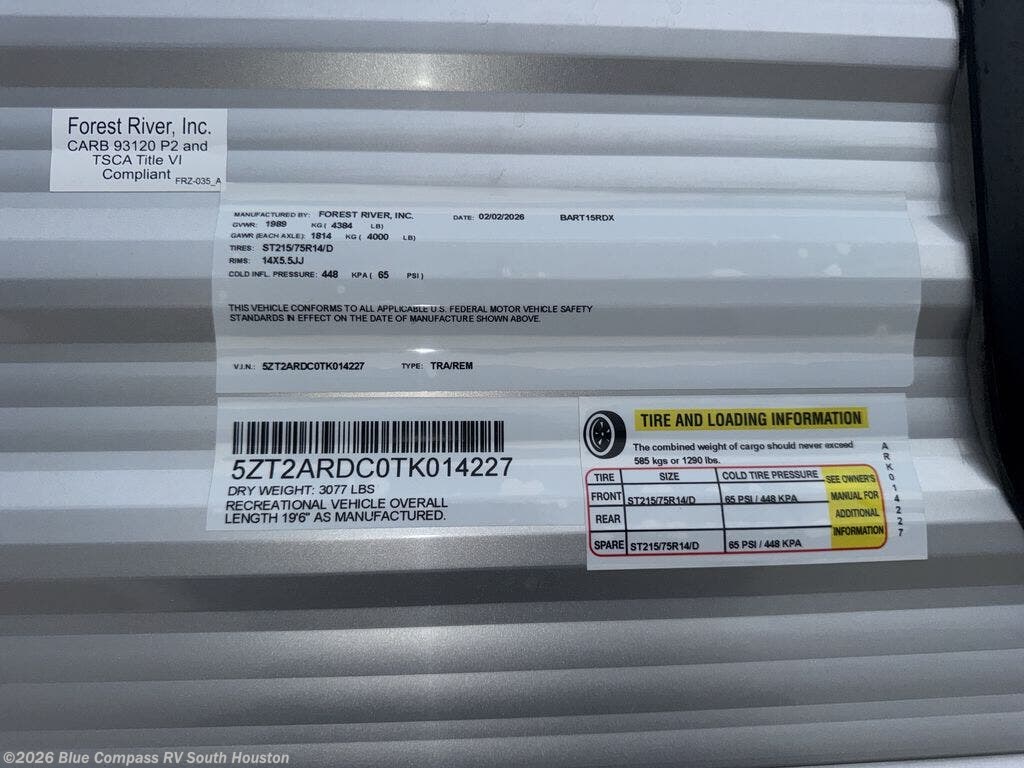 Forest River, Inc.
CARB 93120 P2 and
TSCA Title VI
Compliant FRZ-035_A
MANUFACTURED BY: FOREST RIVER, INC. DATE: 02/02/2026 BART15RDX
GVWR: 1989 KG ( 4384 LB)
GAWR (EACH AXLE): 1814 KG ( 4000 LB)
TIRES: ST215/75R14/D
RIMS: 14X5.5JJ
COLD INFL. PRESSURE: 448 KPA ( 65 PSI )
THIS VEHICLE CONFORMS TO ALL APPLICABLE U.S. FEDERAL MOTOR VEHICLE SAFETY
STANDARDS IN EFFECT ON THE DATE OF MANUFACTURE SHOWN ABOVE.
V.I.N.: 5ZT2ARDC0TK014227 TYPE: TRA/REM
5ZT2ARDC0TK014227
DRY WEIGHT: 3077 LBS
RECREATIONAL VEHICLE OVERALL
LENGTH 19'6" AS MANUFACTURED.
TIRE AND LOADING INFORMATION
The combined weight of cargo should never exceed
585 kgs or 1290 lbs.
TIRE SIZE COLD TIRE PRESSURE
FRONT ST215/75R14/D 65 PSI / 448 KPA
REAR
SPARE ST215/75R14/D 65 PSI / 448 KPA
SEE OWNER'S
MANUAL FOR
ADDITIONAL
INFORMATION
ARK014227
©2026 Blue Compass RV South Houston